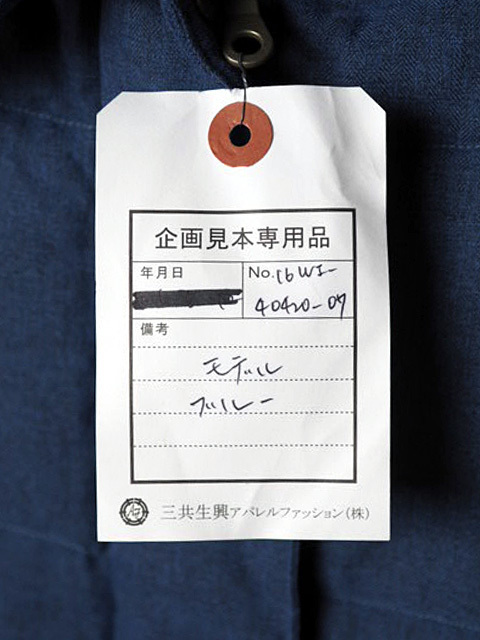 企画見本専用品
年月日
No.16WI-
40420-07
備考
モデル
ブルー
三共生興アパレルファッション(株)